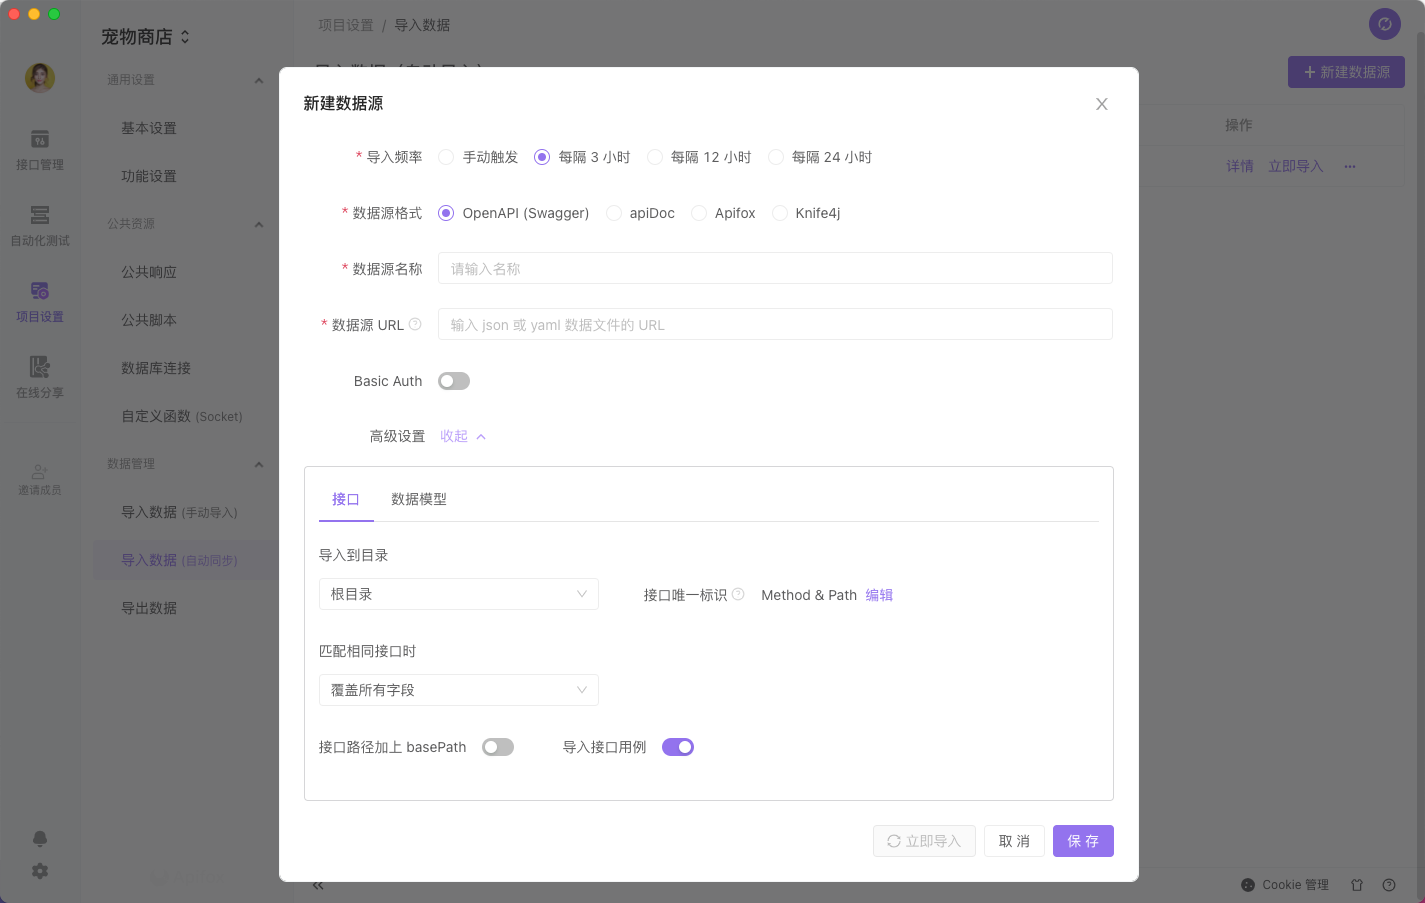 宠物商店
项目设置 / 导入数据
通用设置
基本设置
功能设置
公共资源
公共响应
公共脚本
数据库连接
自定义函数 (Socket)
数据管理
导入数据 (手动导入)
导入数据 (自动同步)
导出数据
接口管理
自动化测试
项目设置
在线分享
邀请成员
+ 新建数据源
操作
详情 立即导入 ···
新建数据源
* 导入频率 手动触发 每隔 3 小时 每隔 12 小时 每隔 24 小时
* 数据源格式 OpenAPI (Swagger) apiDoc Apifox Knife4j
* 数据源名称 请输入名称
* 数据源 URL 输入 json 或 yaml 数据文件的 URL
Basic Auth
高级设置 收起
接口 数据模型
导入到目录
根目录 接口唯一标识 Method & Path 编辑
匹配相同接口时
覆盖所有字段
接口路径加上 basePath 导入接口用例
立即导入 取 消 保 存
Cookie 管理